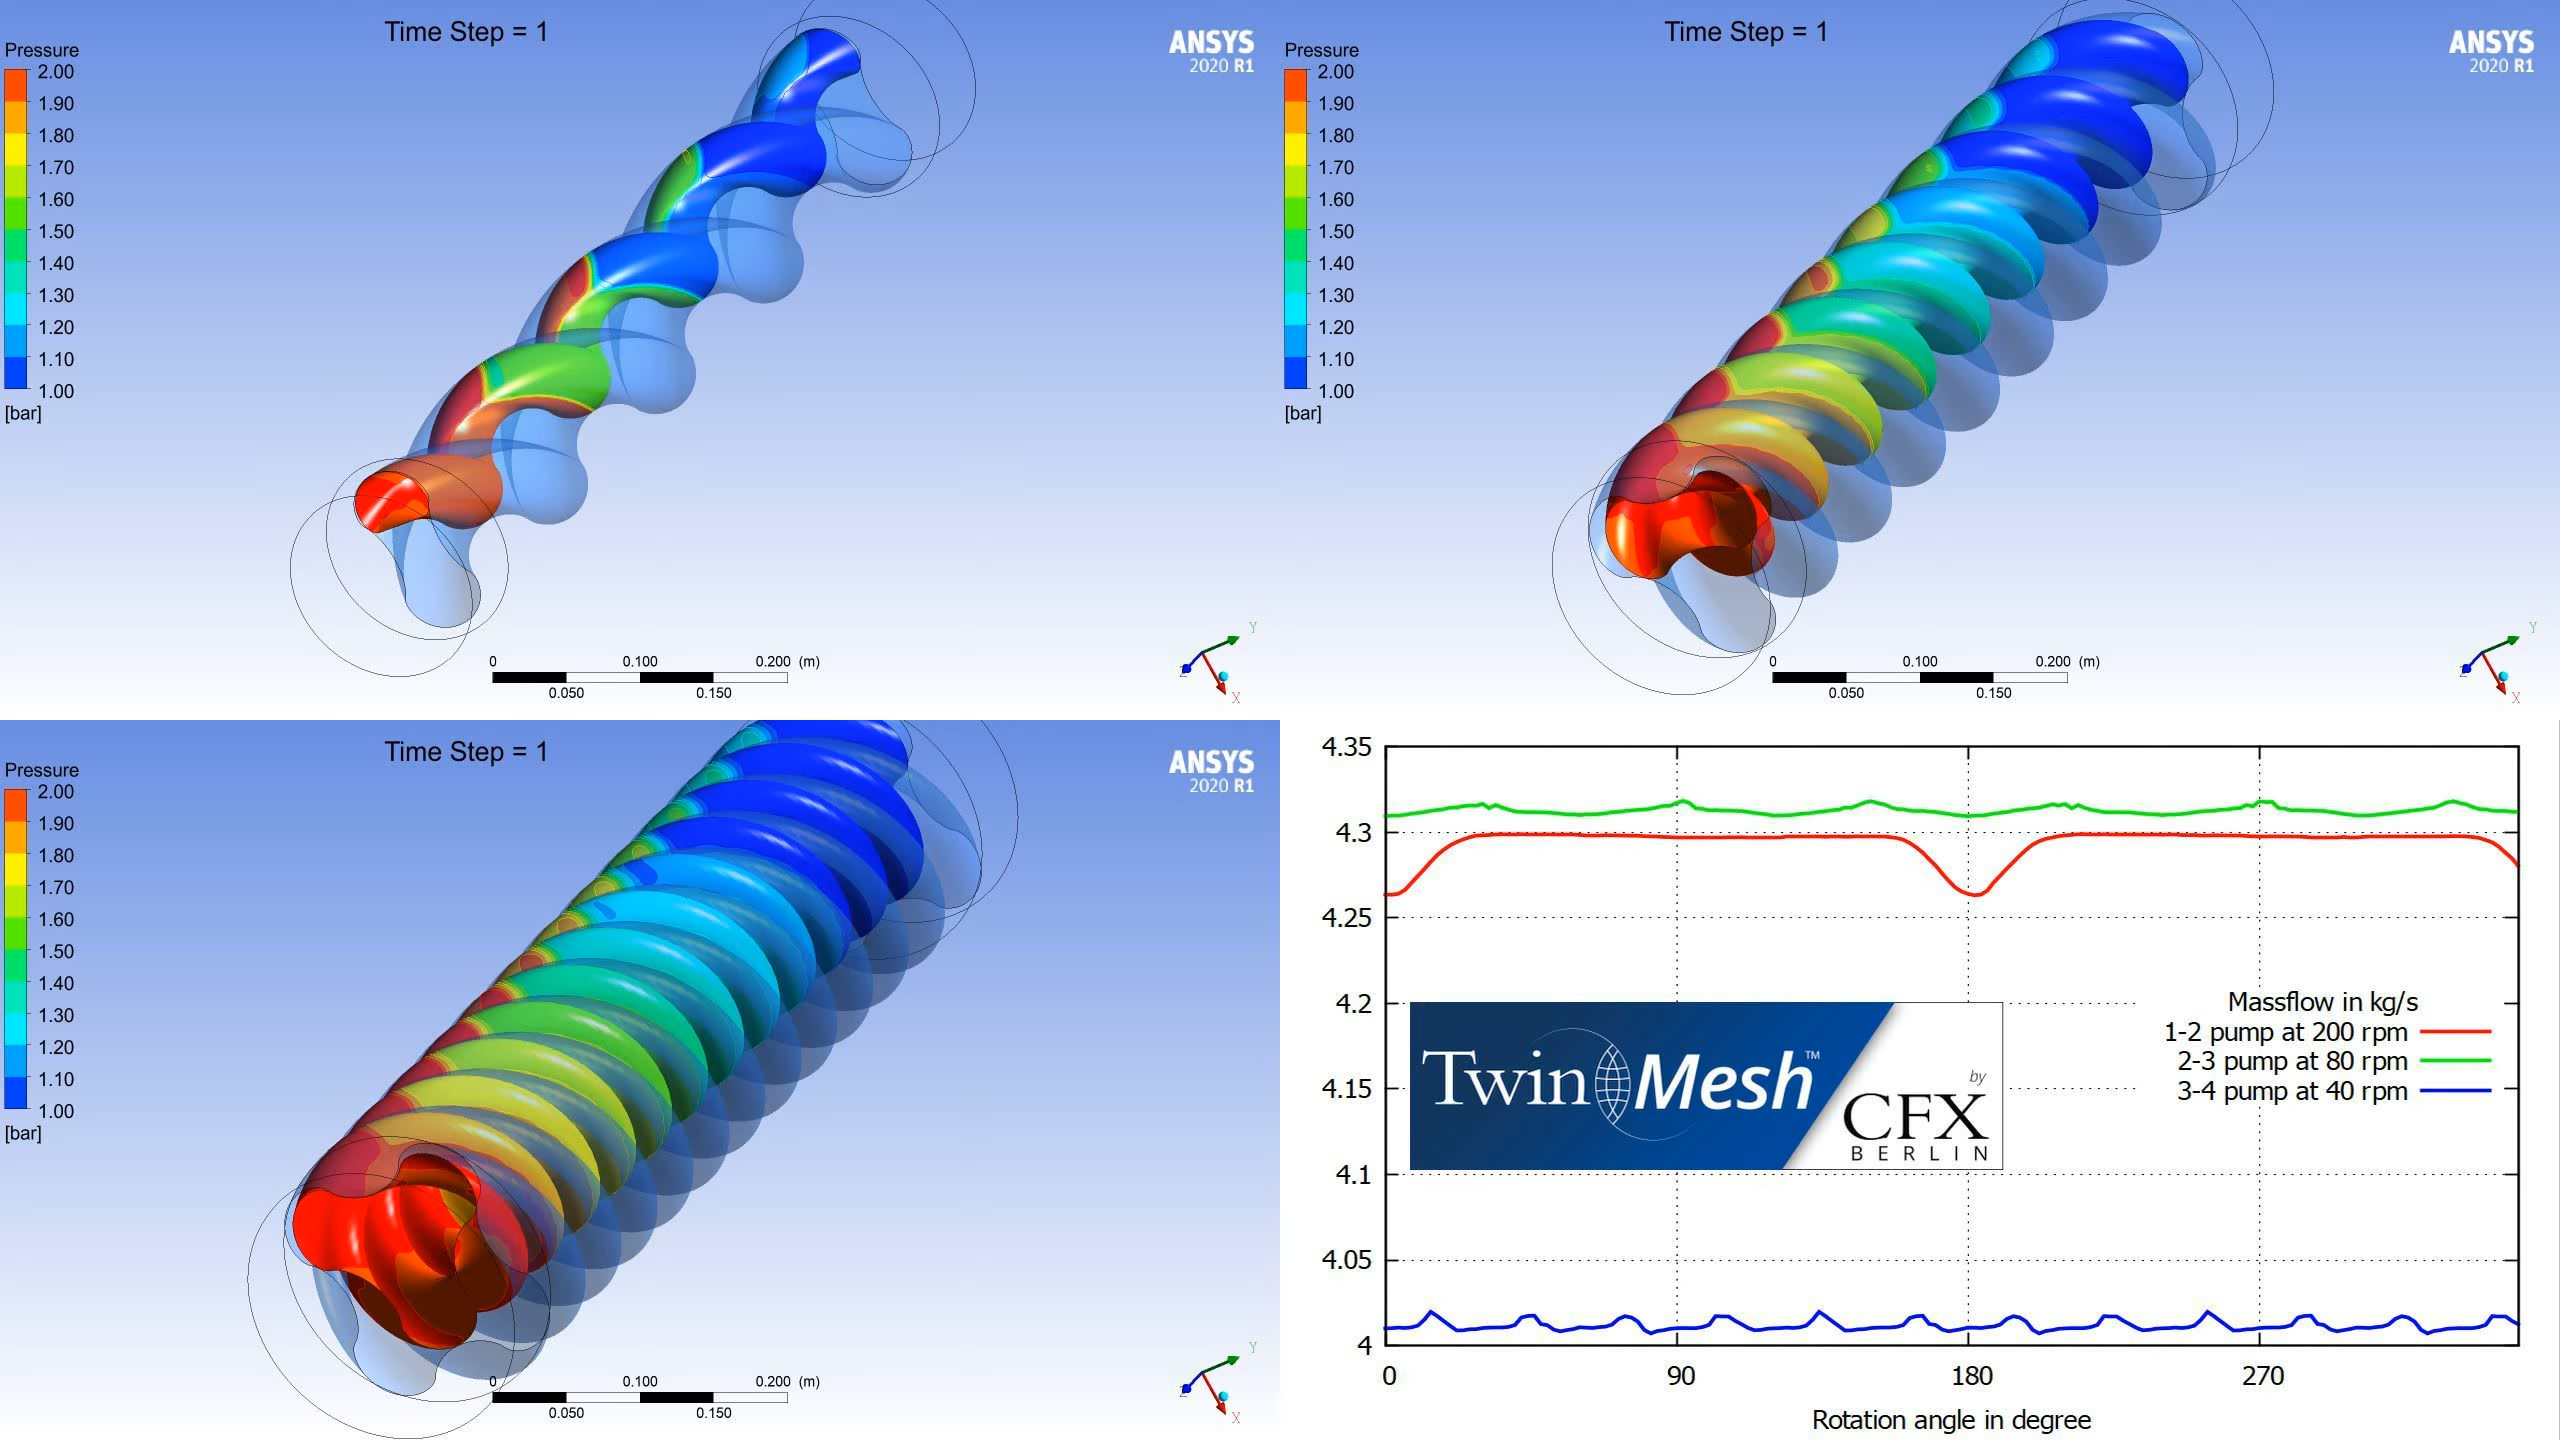 Time Step = 1
ANSYS
2020 R1
Pressure
2.00
1.90
1.80
1.70
1.60
1.50
1.40
1.30
1.20
1.10
1.00
[bar]
0 0.100 0.200 (m)
0.050 0.150
Y
Z
X
Time Step = 1
ANSYS
2020 R1
Pressure
2.00
1.90
1.80
1.70
1.60
1.50
1.40
1.30
1.20
1.10
1.00
[bar]
0 0.100 0.200 (m)
0.050 0.150
Y
Z
X
Time Step = 1
ANSYS
2020 R1
Pressure
2.00
1.90
1.80
1.70
1.60
1.50
1.40
1.30
1.20
1.10
1.00
[bar]
0 0.100 0.200 (m)
0.050 0.150
Y
Z
X
4.35
4.3
4.25
4.2
4.15
4.1
4.05
4
Massflow in kg/s
1-2 pump at 200 rpm
2-3 pump at 80 rpm
3-4 pump at 40 rpm
Twin Mesh™
by
CFX
BERLIN
0 90 180 270
Rotation angle in degree